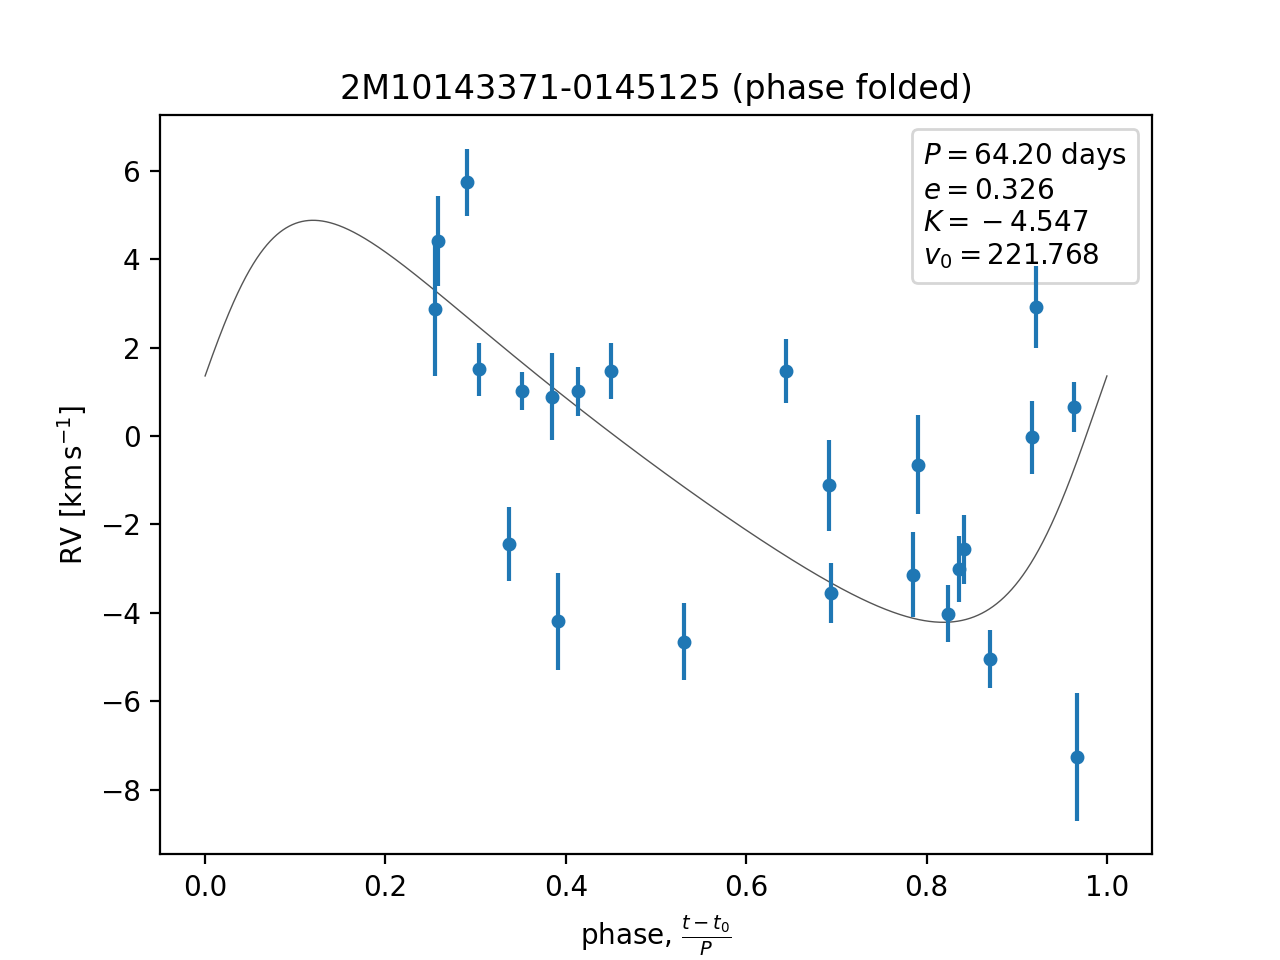 2M10143371-0145125 (phase folded)
P = 64.20 days
e = 0.326
K = −4.547
v₀ = 221.768
6
4
2
0
−2
−4
−6
−8
RV [km s⁻¹]
0.0 0.2 0.4 0.6 0.8 1.0
phase, (t − t₀)/P